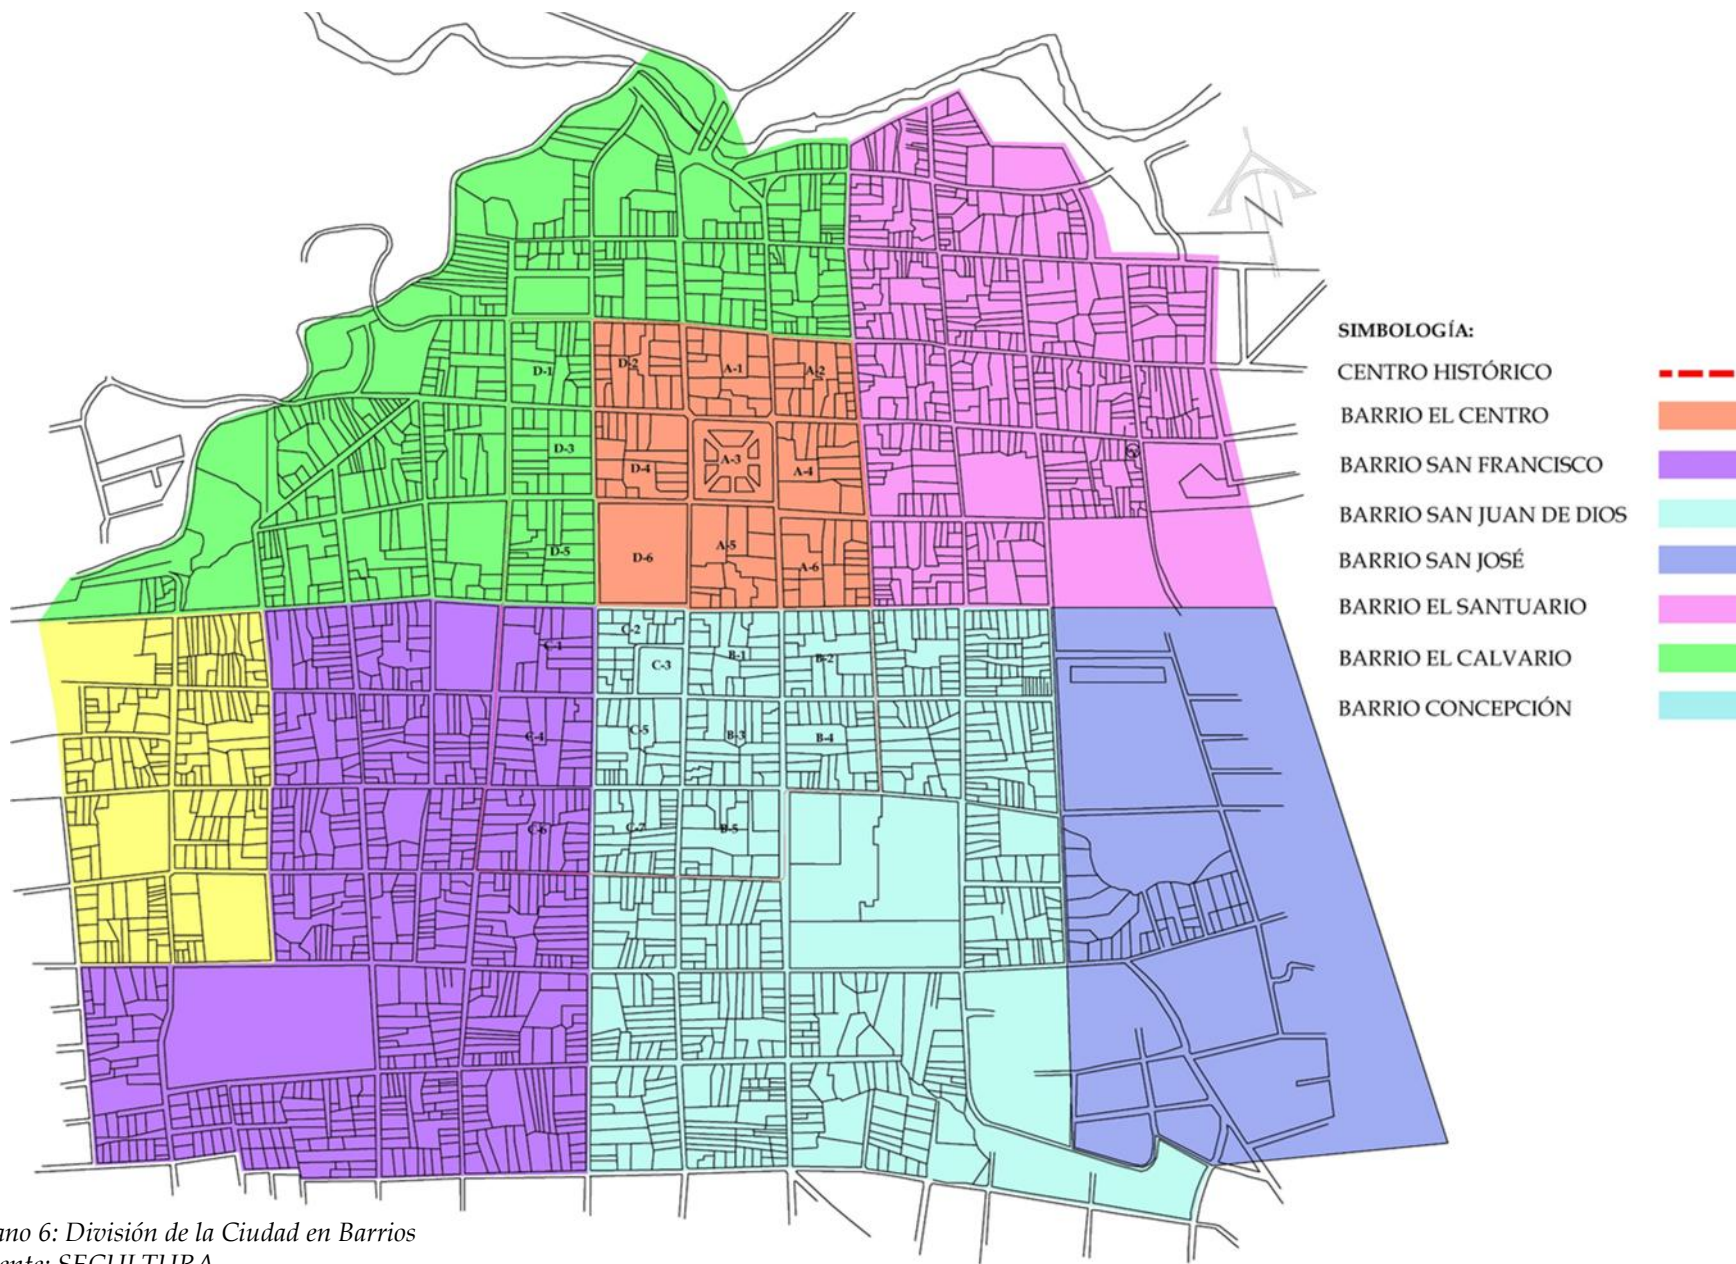 D-1
D-2
A-1
A-2
D-3
D-4
A-3
A-4
D-5
D-6
A-5
A-6
C-1
C-2
C-3
B-1
B-2
C-4
C-5
B-3
B-4
C-6
C-7
B-5
SIMBOLOGÍA:
CENTRO HISTÓRICO
BARRIO EL CENTRO
BARRIO SAN FRANCISCO
BARRIO SAN JUAN DE DIOS
BARRIO SAN JOSÉ
BARRIO EL SANTUARIO
BARRIO EL CALVARIO
BARRIO CONCEPCIÓN
N
ano 6: División de la Ciudad en Barrios
ente: SECULTURA